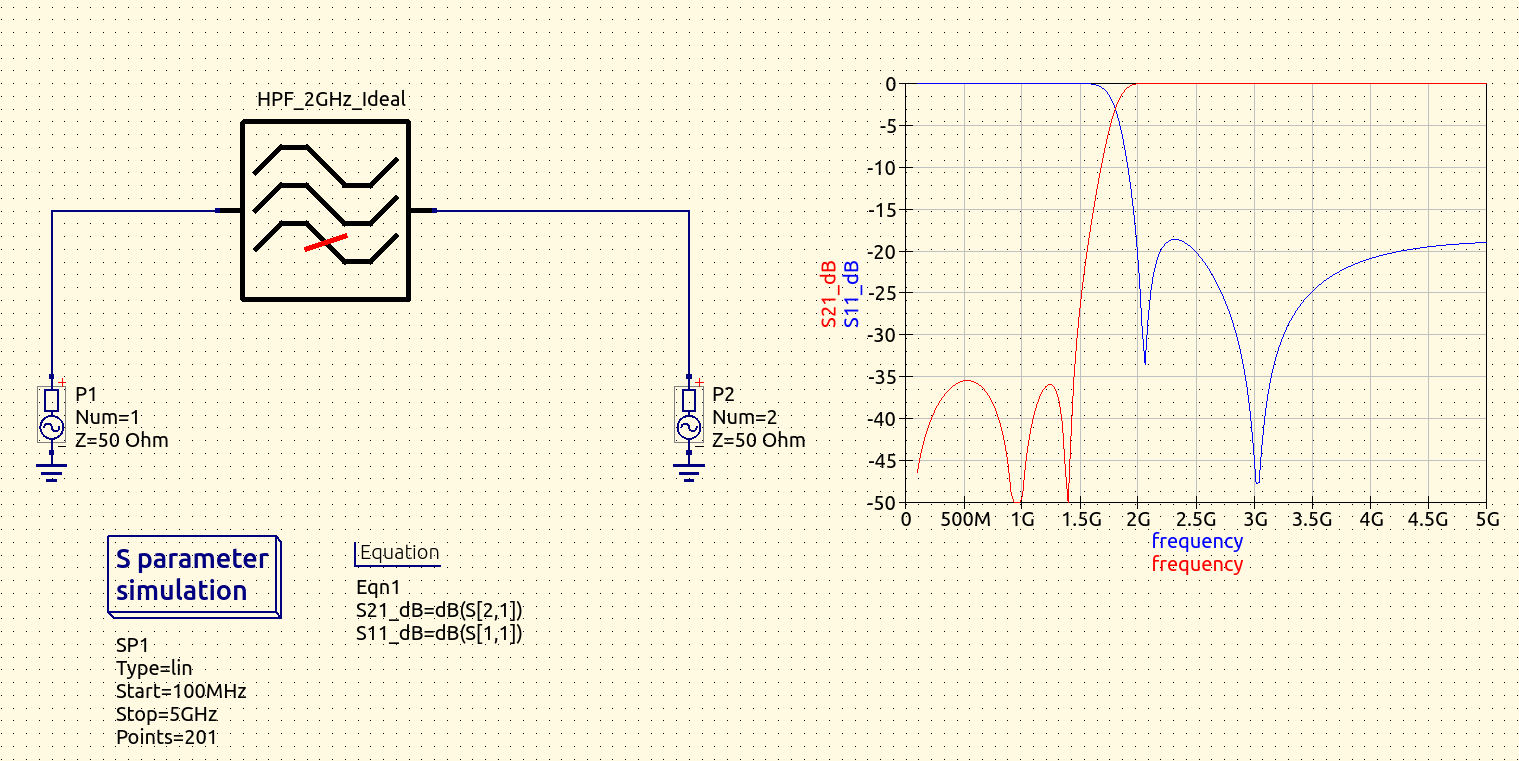 HPF_2GHz_Ideal
P1
Num=1
Z=50 Ohm
P2
Num=2
Z=50 Ohm
S parameter
simulation
SP1
Type=lin
Start=100MHz
Stop=5GHz
Points=201
Equation
Eqn1
S21_dB=dB(S[2,1])
S11_dB=dB(S[1,1])
S21_dB
S11_dB
0
-5
-10
-15
-20
-25
-30
-35
-40
-45
-50
0 500M 1G 1.5G 2G 2.5G 3G 3.5G 4G 4.5G 5G
frequency
frequency